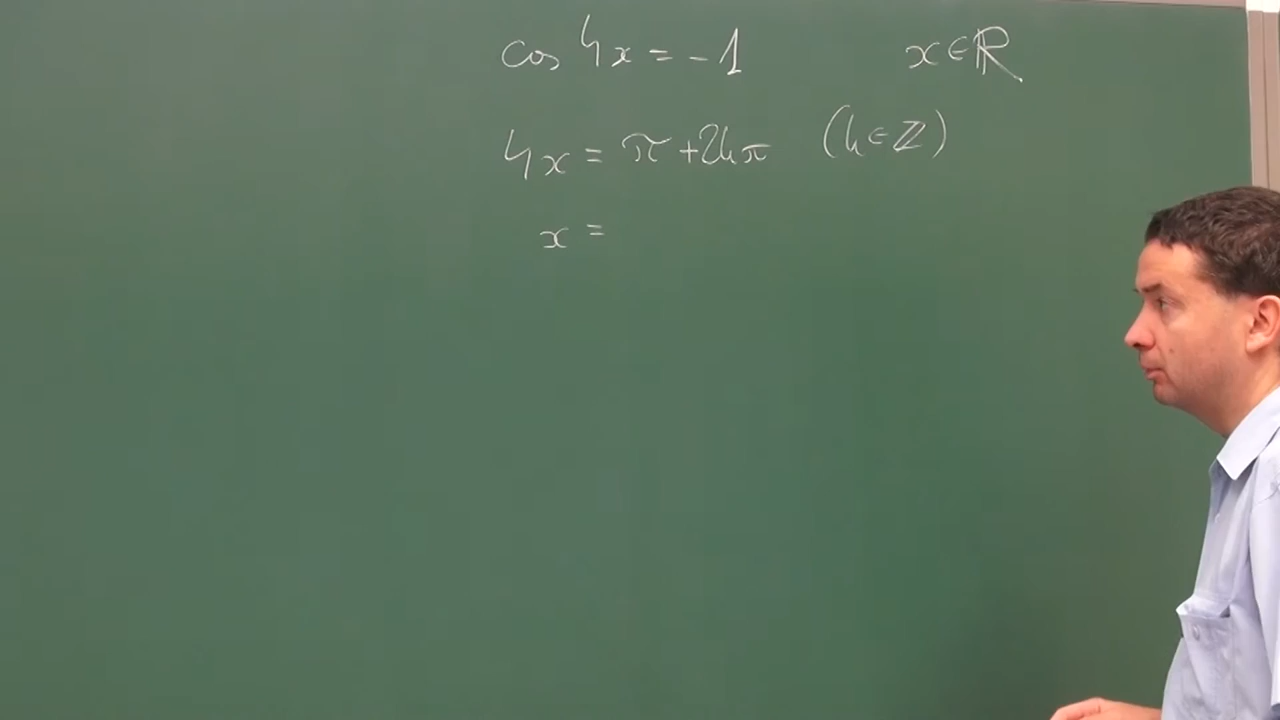 cos 4x = -1 x ∈ ℝ
4x = π + 2kπ (k ∈ ℤ)
x =